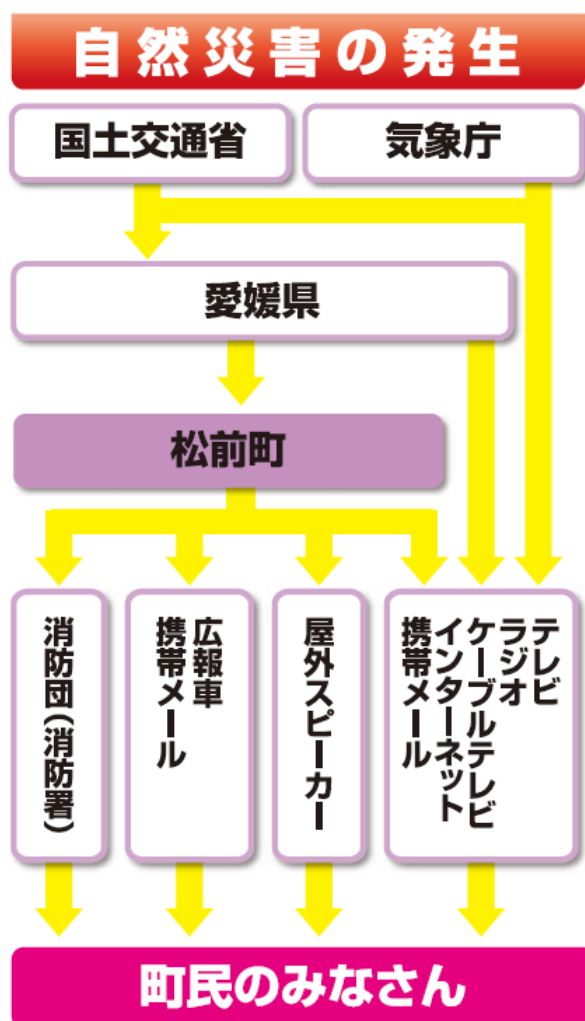 自然災害の発生
国土交通省
気象庁
愛媛県
松前町
消防団(消防署)
広報車
携帯メール
屋外スピーカー
テレビ
ラジオ
ケーブルテレビ
インターネット
携帯メール
町民のみなさん